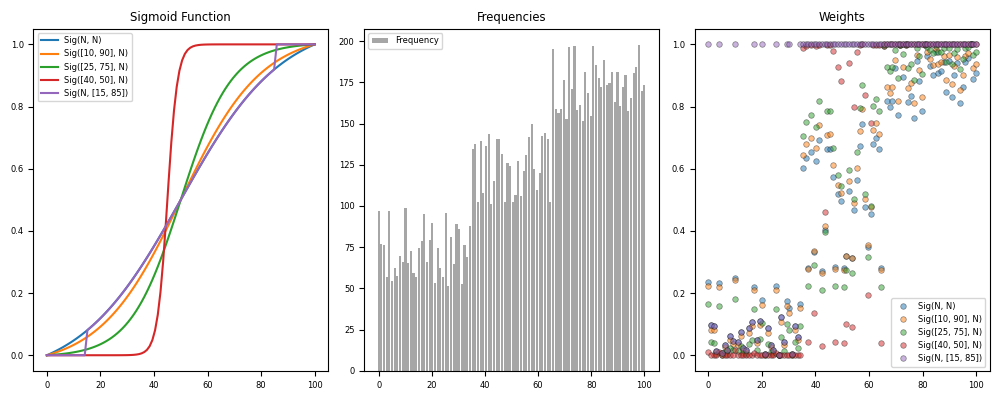 Sigmoid Function
1.0
0.8
0.6
0.4
0.2
0.0
0
20
40
60
80
100
Sig(N, N)
Sig([10, 90], N)
Sig([25, 75], N)
Sig([40, 50], N)
Sig(N, [15, 85])
Frequencies
200
175
150
125
100
75
50
25
0
0
20
40
60
80
100
Frequency
Weights
1.0
0.8
0.6
0.4
0.2
0.0
0
20
40
60
80
100
Sig(N, N)
Sig([10, 90], N)
Sig([25, 75], N)
Sig([40, 50], N)
Sig(N, [15, 85])